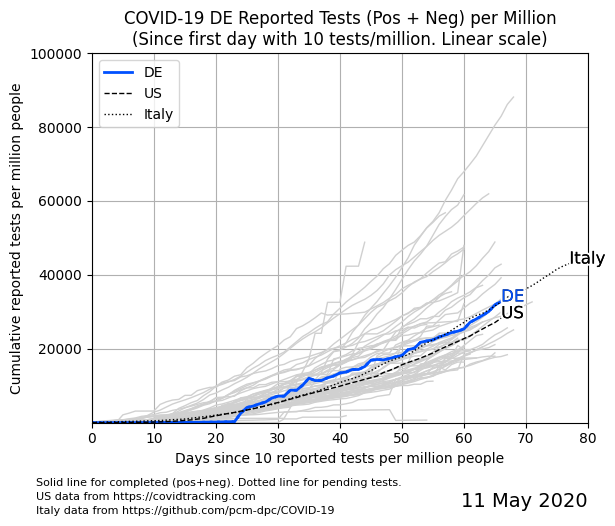 COVID-19 DE Reported Tests (Pos + Neg) per Million
(Since first day with 10 tests/million. Linear scale)
Cumulative reported tests per million people
100000
80000
60000
40000
20000
DE
US
Italy
Italy
DE
US
0 10 20 30 40 50 60 70 80
Days since 10 reported tests per million people
Solid line for completed (pos+neg). Dotted line for pending tests.
US data from https://covidtracking.com
Italy data from https://github.com/pcm-dpc/COVID-19
11 May 2020